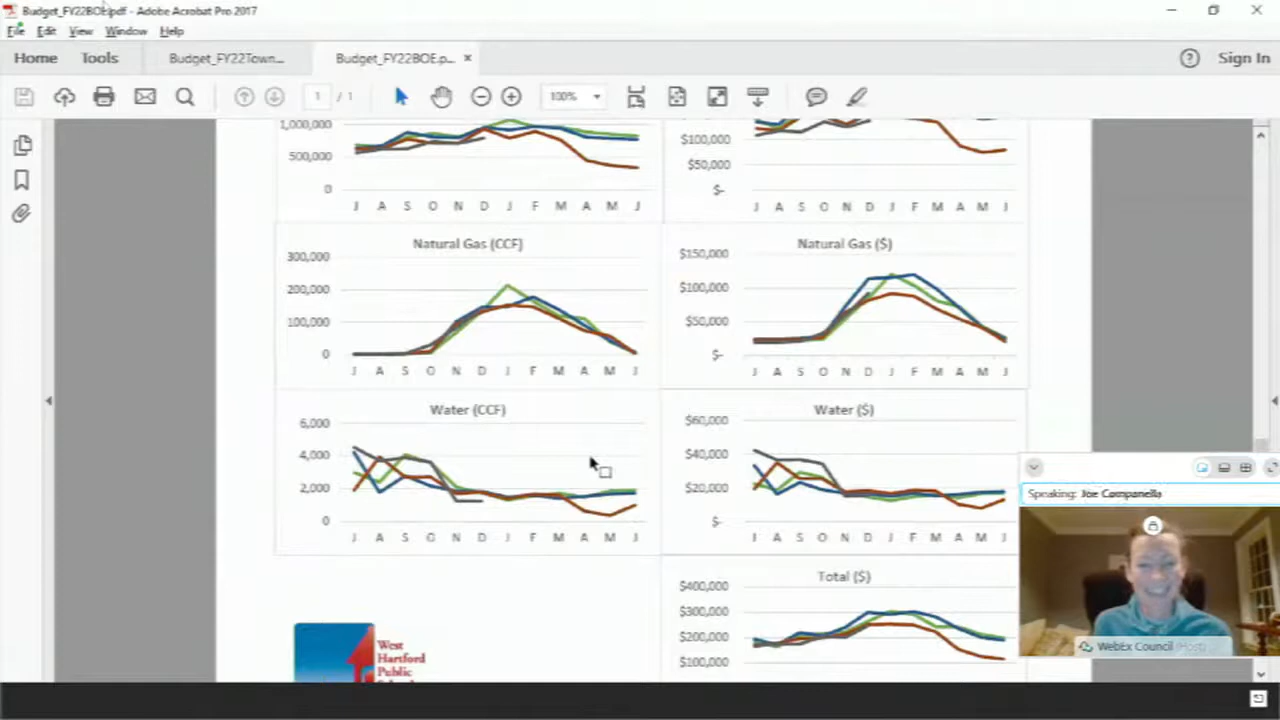 Budget_FY22BOE.pdf - Adobe Acrobat Pro 2017
File Edit View Window Help
Home Tools Budget_FY22Town... Budget_FY22BOE.p... ×
Sign In
1 / 1 100%
1,000,000
500,000
0
J A S O N D J F M A M J
$100,000
$50,000
$-
J A S O N D J F M A M J
Natural Gas (CCF)
300,000
200,000
100,000
0
J A S O N D J F M A M J
Natural Gas ($)
$150,000
$100,000
$50,000
$-
J A S O N D J F M A M J
Water (CCF)
6,000
4,000
2,000
0
J A S O N D J F M A M J
Water ($)
$60,000
$40,000
$20,000
$-
J A S O N D J F M A M J
Total ($)
$400,000
$300,000
$200,000
$100,000
West
Hartford
Public
Speaking: Joe Campanella
WebEx Council (Host)